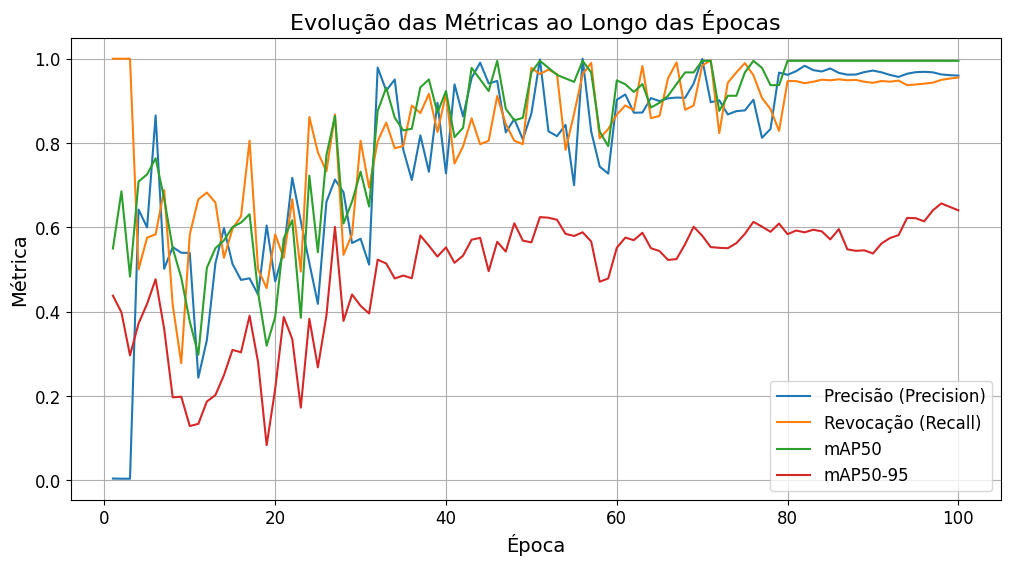 Evolução das Métricas ao Longo das Épocas
Métrica
1.0
0.8
0.6
0.4
0.2
0.0
0
20
40
60
80
100
Época
Precisão (Precision)
Revocação (Recall)
mAP50
mAP50-95